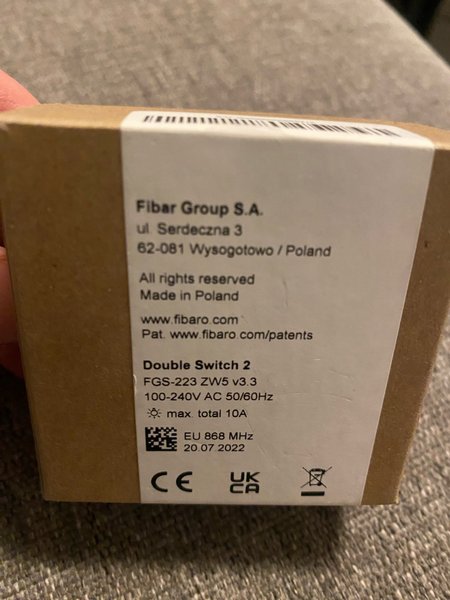 Fibar Group S.A.
ul. Serdeczna 3
62-081 Wysogotowo / Poland
All rights reserved
Made in Poland
www.fibaro.com
Pat. www.fibaro.com/patents
Double Switch 2
FGS-223 ZW5 v3.3
100-240V AC 50/60Hz
max. total 10A
EU 868 MHz
20.07.2022
CE
UK
CA